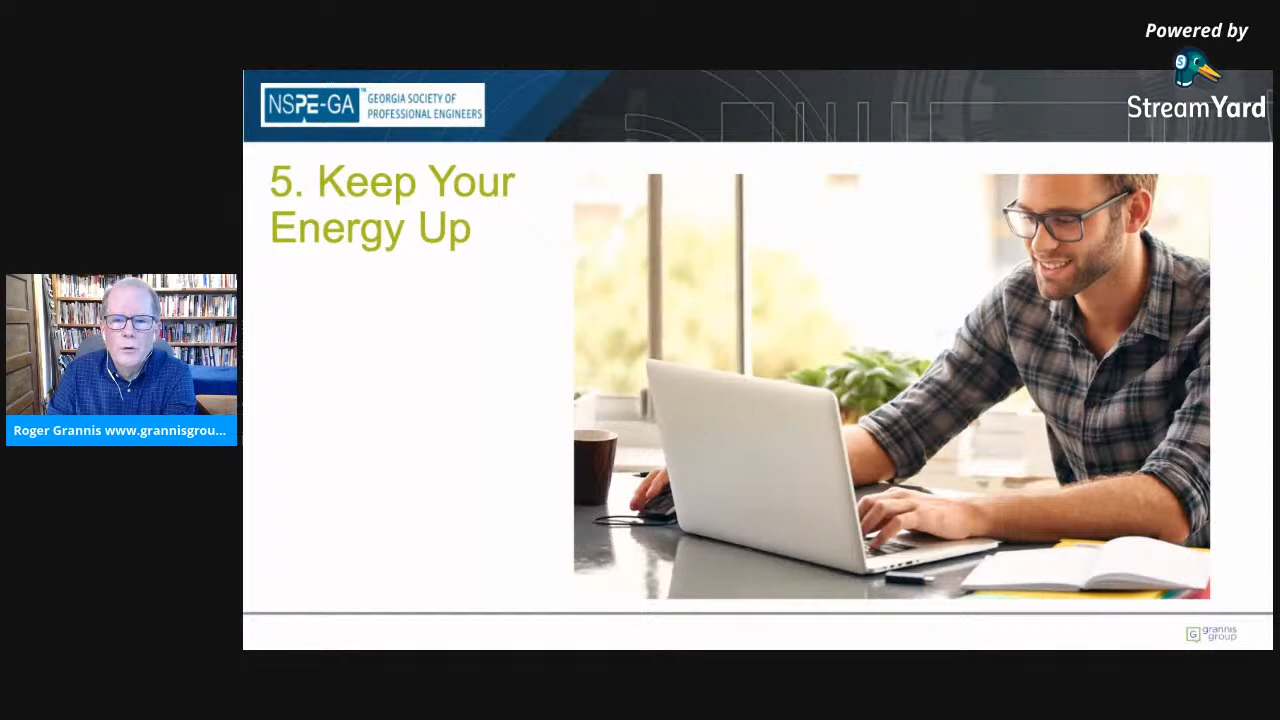 Powered by
StreamYard
NSPE-GA™
GEORGIA SOCIETY OF
PROFESSIONAL ENGINEERS
5. Keep Your
Energy Up
Roger Grannis www.grannisgrou...
G
grannis
group